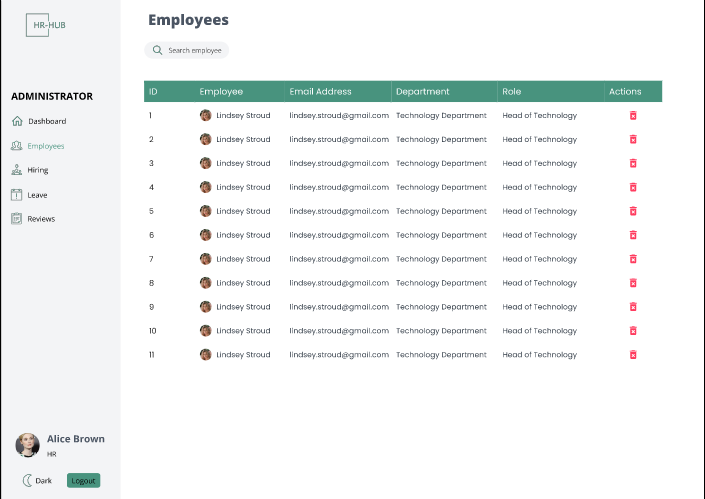 HR-HUB
ADMINISTRATOR
Dashboard
Employees
Hiring
Leave
Reviews
Alice Brown
HR
Dark Logout
Employees
Search employee
ID Employee Email Address Department Role Actions
1 Lindsey Stroud lindsey.stroud@gmail.com Technology Department Head of Technology
2 Lindsey Stroud lindsey.stroud@gmail.com Technology Department Head of Technology
3 Lindsey Stroud lindsey.stroud@gmail.com Technology Department Head of Technology
4 Lindsey Stroud lindsey.stroud@gmail.com Technology Department Head of Technology
5 Lindsey Stroud lindsey.stroud@gmail.com Technology Department Head of Technology
6 Lindsey Stroud lindsey.stroud@gmail.com Technology Department Head of Technology
7 Lindsey Stroud lindsey.stroud@gmail.com Technology Department Head of Technology
8 Lindsey Stroud lindsey.stroud@gmail.com Technology Department Head of Technology
9 Lindsey Stroud lindsey.stroud@gmail.com Technology Department Head of Technology
10 Lindsey Stroud lindsey.stroud@gmail.com Technology Department Head of Technology
11 Lindsey Stroud lindsey.stroud@gmail.com Technology Department Head of Technology